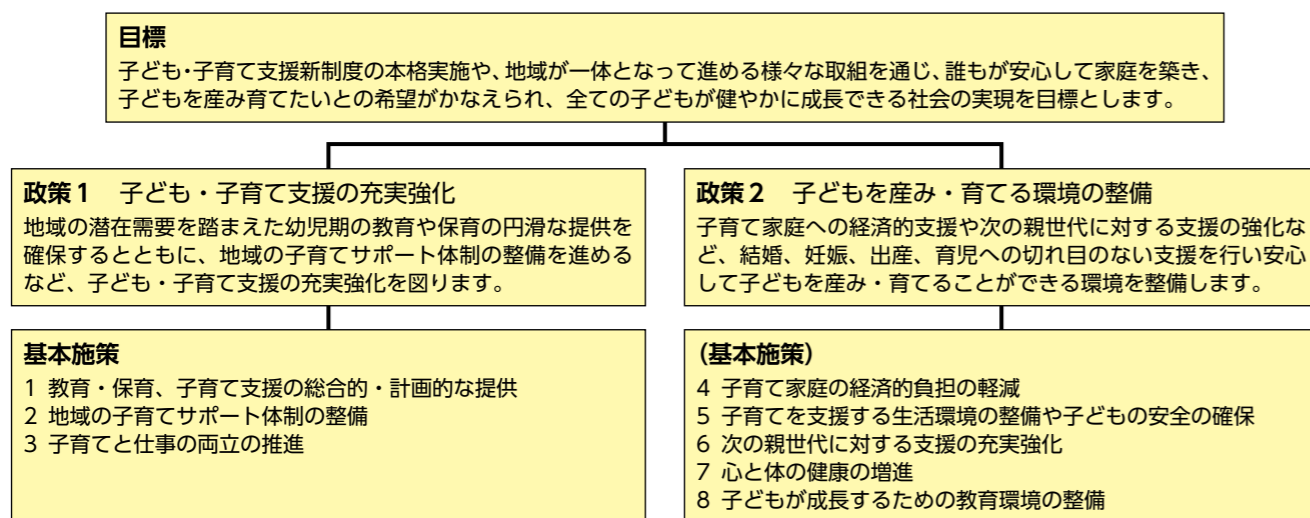 目標
子ども・子育て支援新制度の本格実施や、地域が一体となって進める様々な取組を通じ、誰もが安心して家庭を築き、
子どもを産み育てたいとの希望がかなえられ、全ての子どもが健やかに成長できる社会の実現を目標とします。
政策1　子ども・子育て支援の充実強化
地域の潜在需要を踏まえた幼児期の教育や保育の円滑な提供を
確保するとともに、地域の子育てサポート体制の整備を進める
など、子ども・子育て支援の充実強化を図ります。
基本施策
1 教育・保育、子育て支援の総合的・計画的な提供
2 地域の子育てサポート体制の整備
3 子育てと仕事の両立の推進
政策2　子どもを産み・育てる環境の整備
子育て家庭への経済的支援や次の親世代に対する支援の強化な
ど、結婚、妊娠、出産、育児への切れ目のない支援を行い安心
して子どもを産み・育てることができる環境を整備します。
(基本施策)
4 子育て家庭の経済的負担の軽減
5 子育てを支援する生活環境の整備や子どもの安全の確保
6 次の親世代に対する支援の充実強化
7 心と体の健康の増進
8 子どもが成長するための教育環境の整備